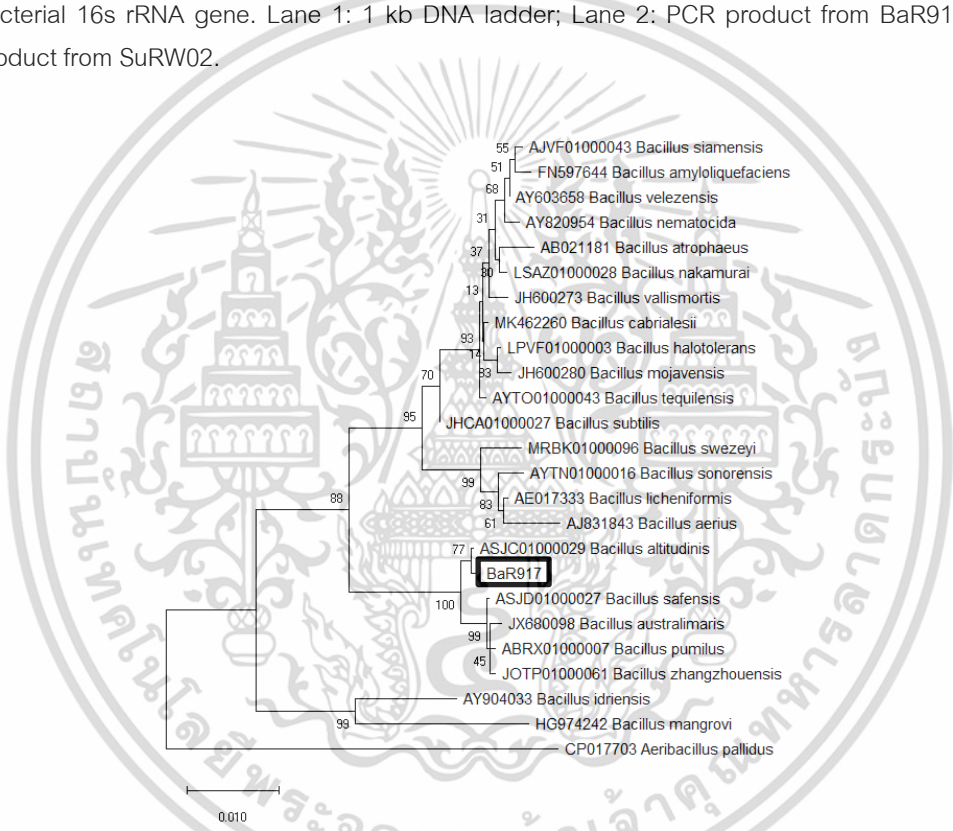 cterial 16s rRNA gene. Lane 1: 1 kb DNA ladder; Lane 2: PCR product from BaR91
oduct from SuRW02.
55 AJVF01000043 Bacillus siamensis
51 FN597644 Bacillus amyloliquefaciens
68 AY603658 Bacillus velezensis
31 AY820954 Bacillus nematocida
37 AB021181 Bacillus atrophaeus
LSAZ01000028 Bacillus nakamurai
13 JH600273 Bacillus vallismortis
MK462260 Bacillus cabrialesii
93 LPVF01000003 Bacillus halotolerans
83 JH600280 Bacillus mojavensis
70 AYTO01000043 Bacillus tequilensis
95 JHCA01000027 Bacillus subtilis
MRBK01000096 Bacillus swezeyi
99 AYTN01000016 Bacillus sonorensis
88 83 AE017333 Bacillus licheniformis
61 AJ831843 Bacillus aerius
77 ASJC01000029 Bacillus altitudinis
BaR917
100 ASJD01000027 Bacillus safensis
JX680098 Bacillus australimaris
99 ABRX01000007 Bacillus pumilus
45 JOTP01000061 Bacillus zhangzhouensis
AY904033 Bacillus idriensis
99 HG974242 Bacillus mangrovi
CP017703 Aeribacillus pallidus
0.010